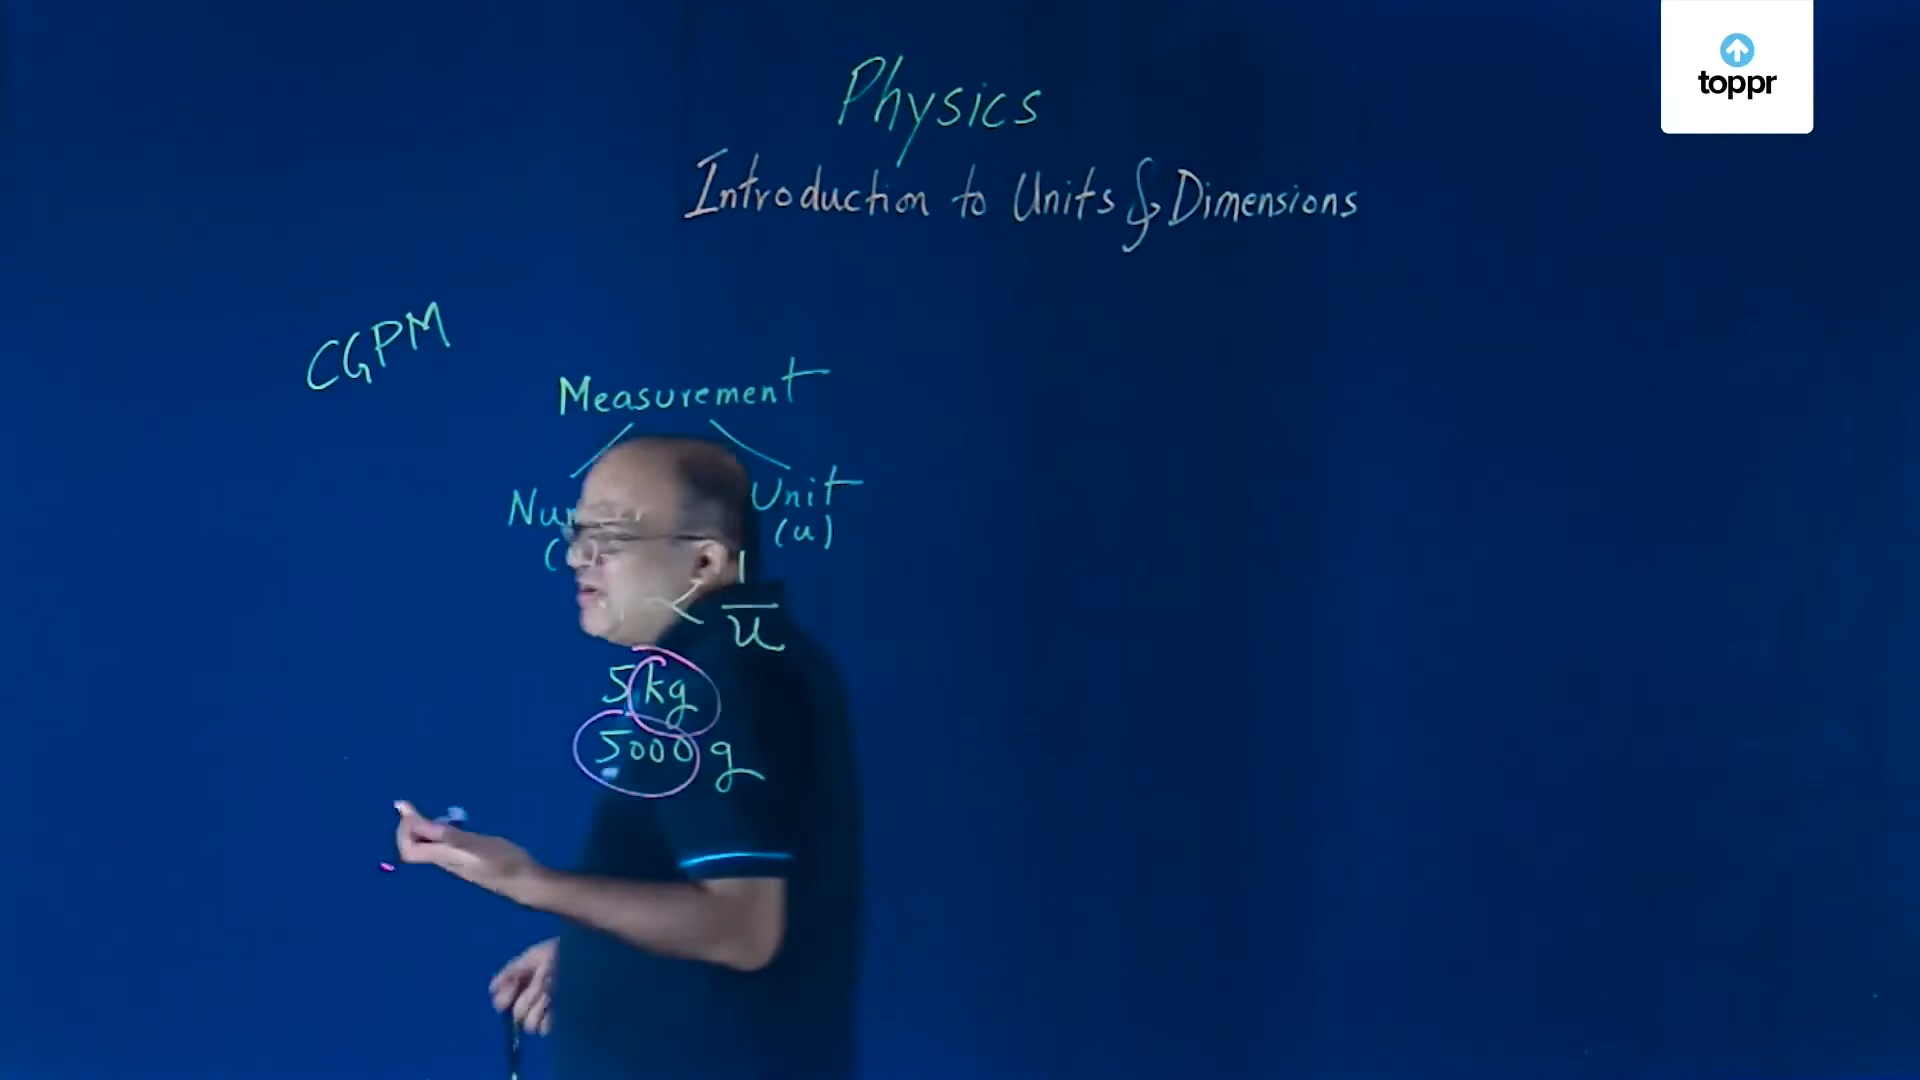 toppr
Physics
Introduction to Units & Dimensions
CGPM
Measurement
Unit
(u)
1
u
5 kg
5000 g